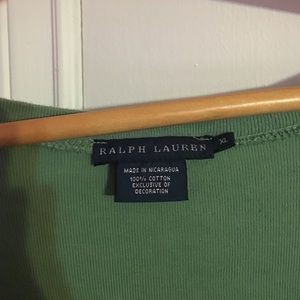 RALPH LAUREN
XL
MADE IN NICARAGUA
100% COTTON
EXCLUSIVE OF
DECORATION